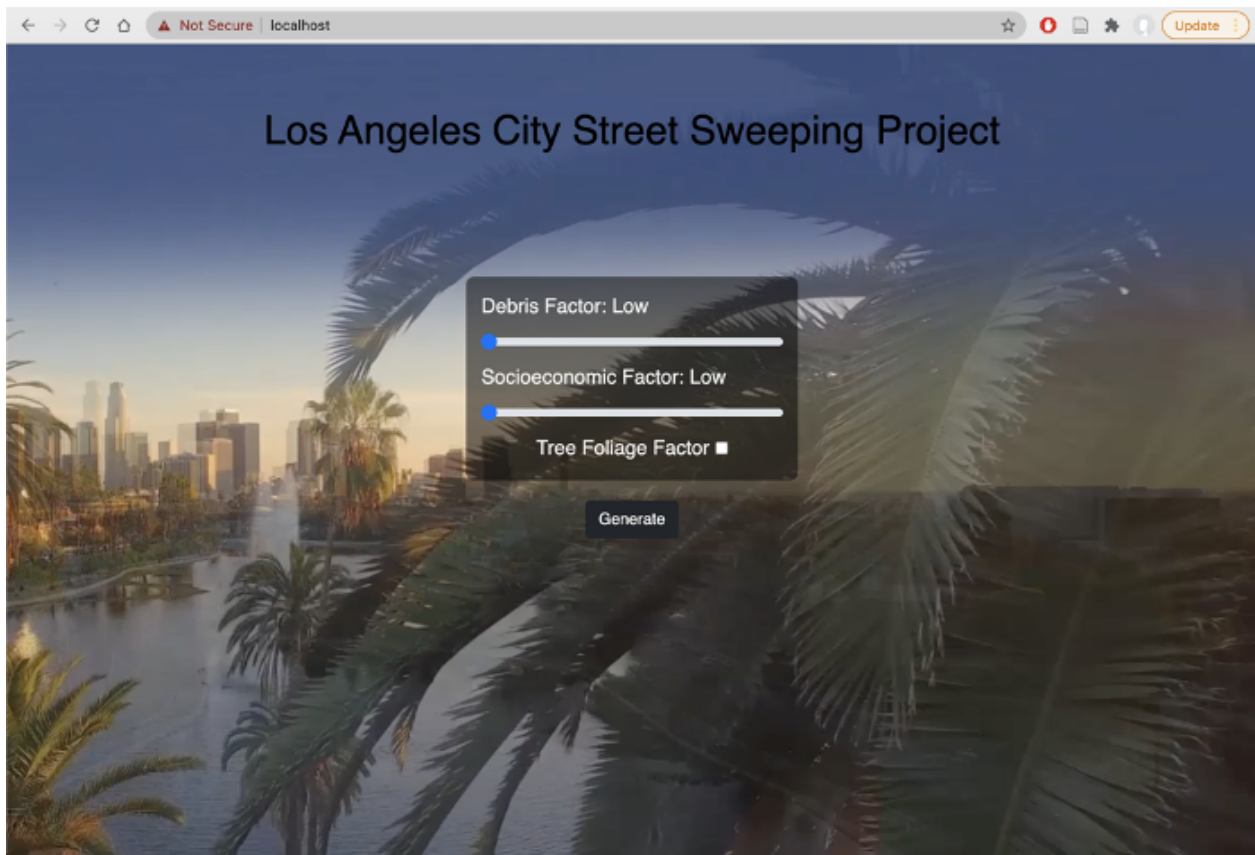 Not Secure | localhost
Update
Los Angeles City Street Sweeping Project
Debris Factor: Low
Socioeconomic Factor: Low
Tree Foliage Factor
Generate